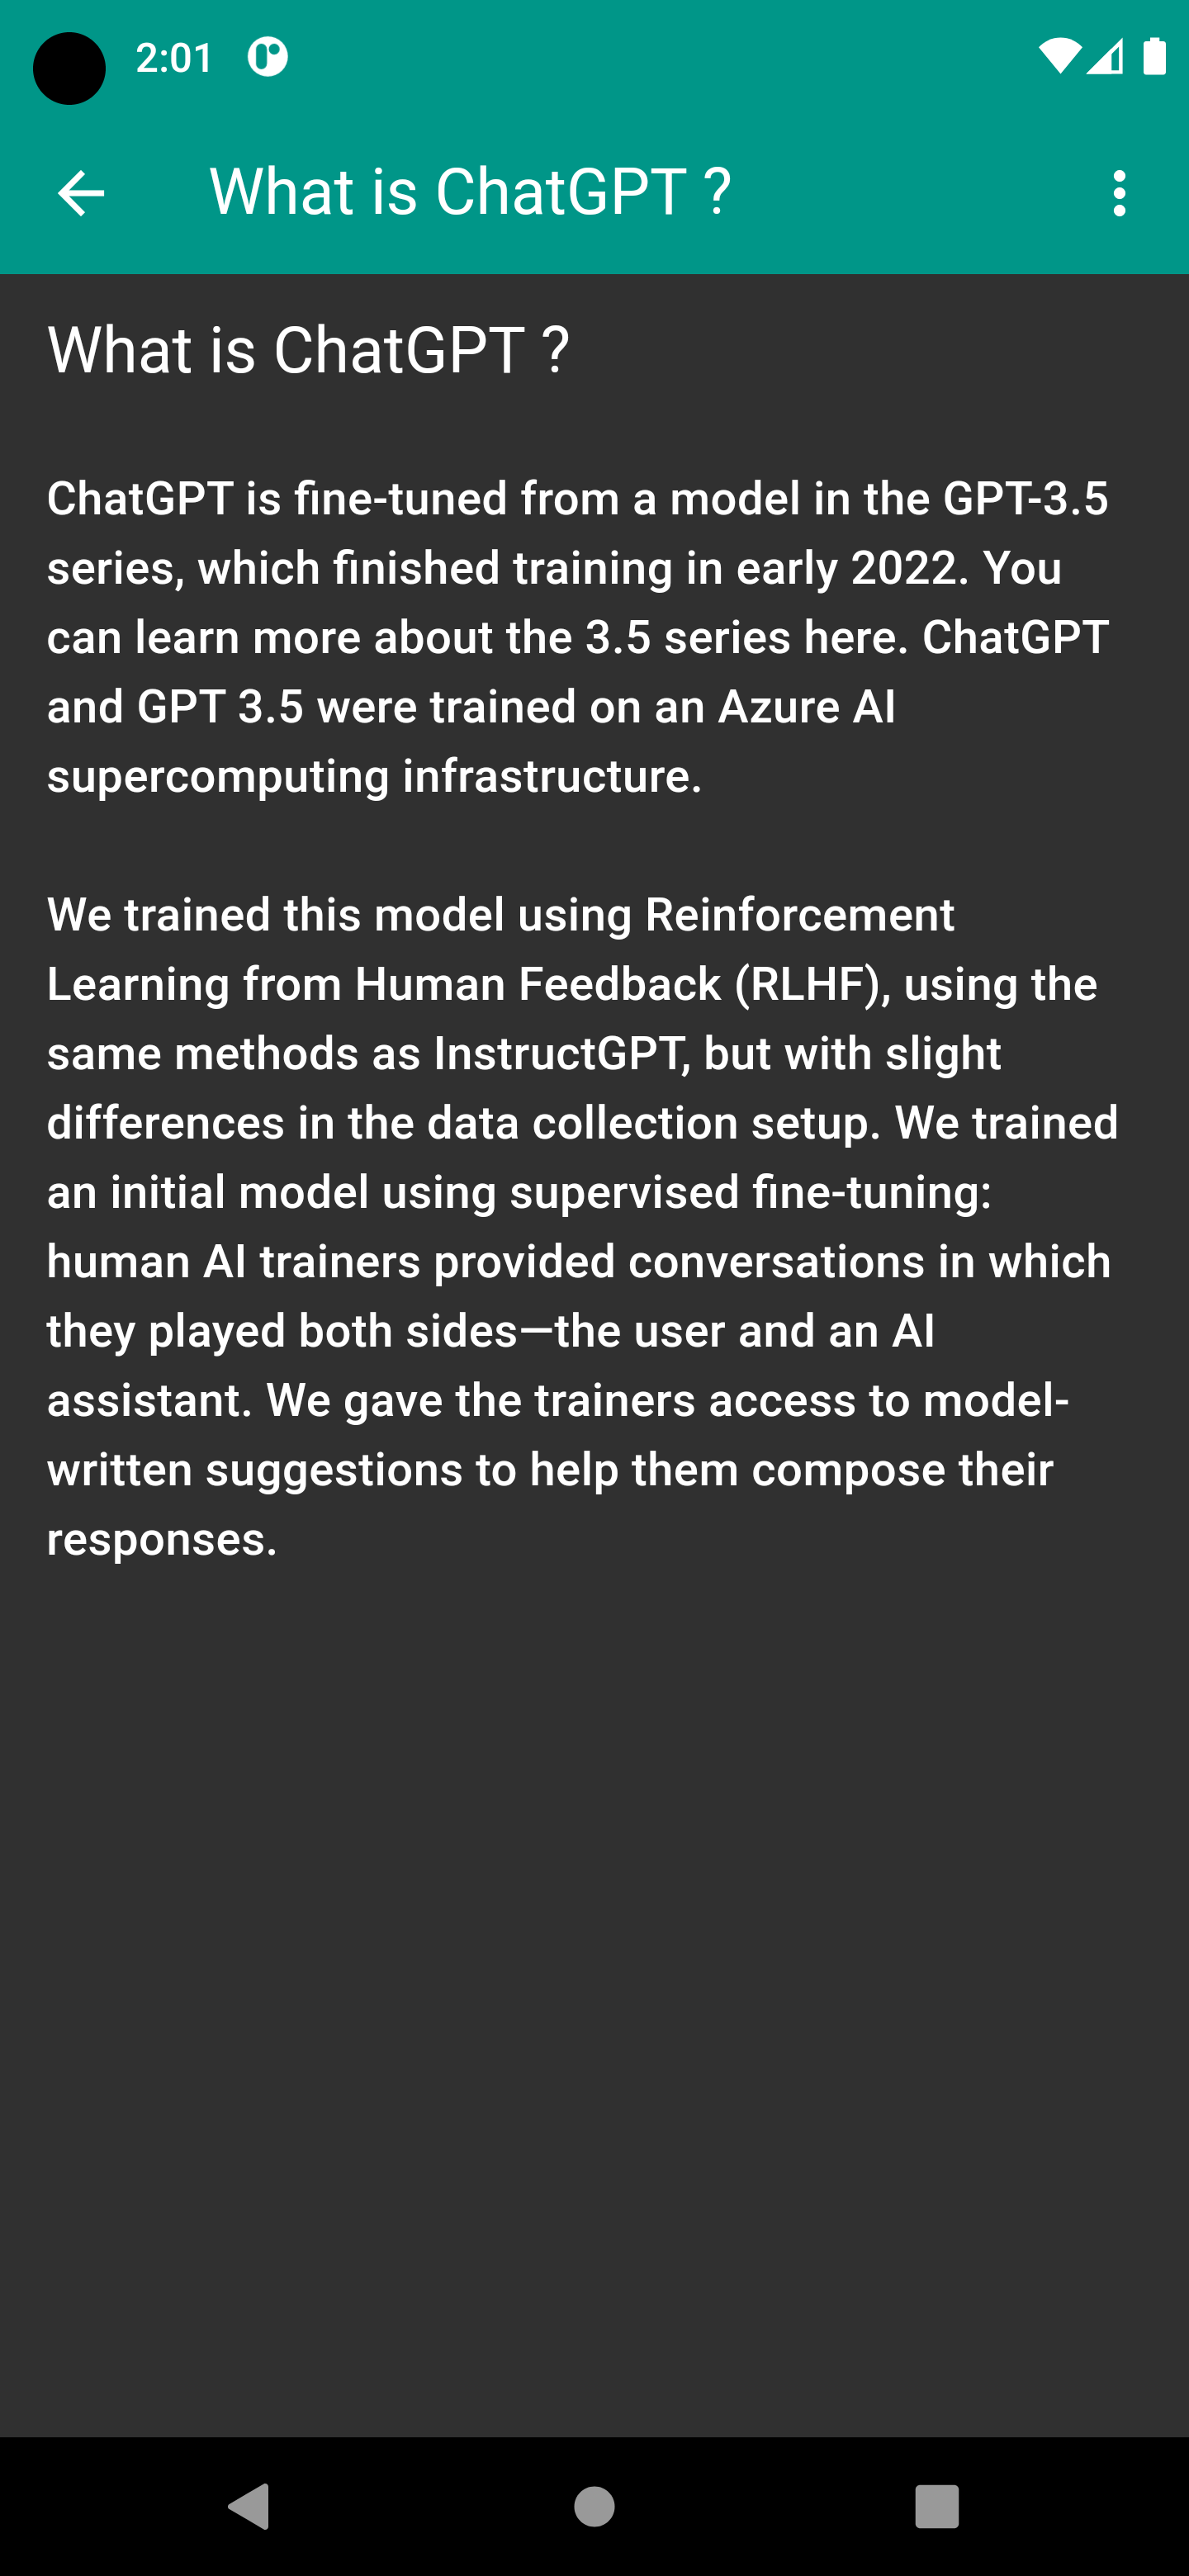 2:01
What is ChatGPT ?
What is ChatGPT ?
ChatGPT is fine-tuned from a model in the GPT-3.5
series, which finished training in early 2022. You
can learn more about the 3.5 series here. ChatGPT
and GPT 3.5 were trained on an Azure AI
supercomputing infrastructure.
We trained this model using Reinforcement
Learning from Human Feedback (RLHF), using the
same methods as InstructGPT, but with slight
differences in the data collection setup. We trained
an initial model using supervised fine-tuning:
human AI trainers provided conversations in which
they played both sides—the user and an AI
assistant. We gave the trainers access to model-
written suggestions to help them compose their
responses.